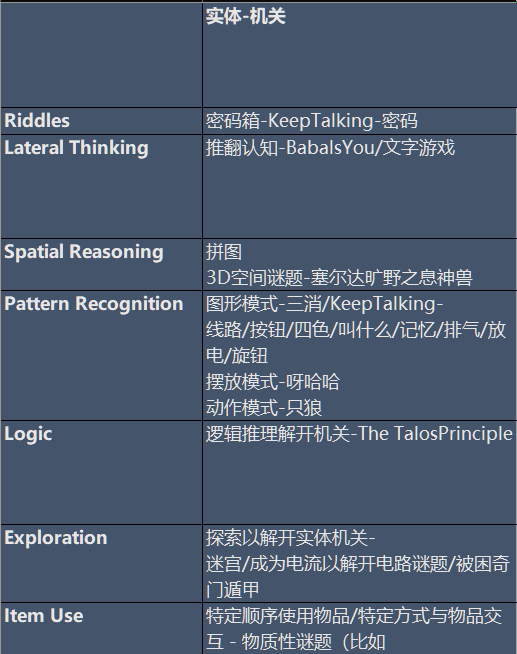 实体-机关
Riddles
密码箱-KeepTalking-密码
Lateral Thinking
推翻认知-BabaIsYou/文字游戏
Spatial Reasoning
拼图
3D空间谜题-塞尔达旷野之息神兽
Pattern Recognition
图形模式-三消/KeepTalking-
线路/按钮/四色/叫什么/记忆/排气/放
电/旋钮
摆放模式-呀哈哈
动作模式-只狼
Logic
逻辑推理解开机关-The TalosPrinciple
Exploration
探索以解开实体机关-
迷宫/成为电流以解开电路谜题/被困奇
门遁甲
Item Use
特定顺序使用物品/特定方式与物品交
互 - 物质性谜题（比如